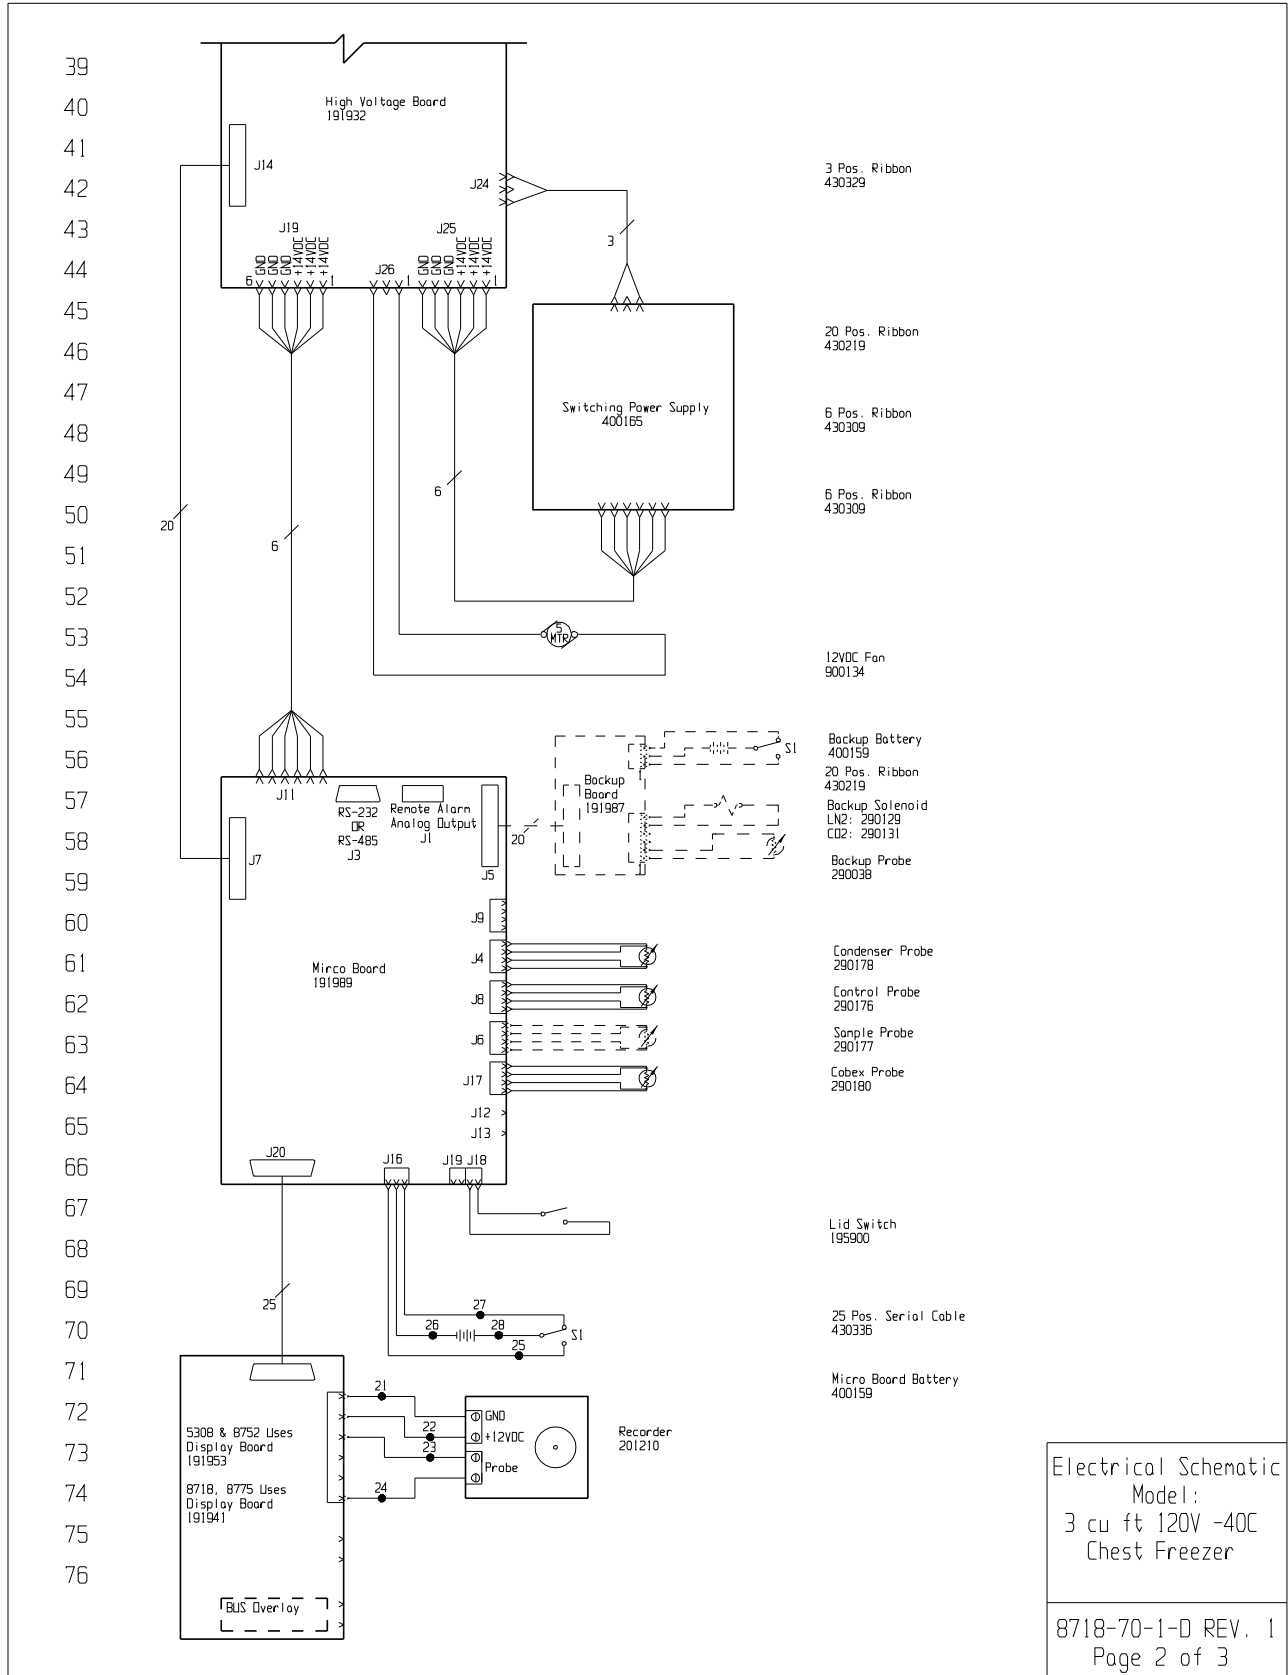 39
40
41
42
43
44
45
46
47
48
49
50
51
52
53
54
55
56
57
58
59
60
61
62
63
64
65
66
67
68
69
70
71
72
73
74
75
76
High Voltage Board
191932
J14
J24
J19
J25
GND
GND
GND
+14VDC
+14VDC
+14VDC
J26
GND
GND
GND
+14VDC
+14VDC
+14VDC
6
1
1
1
3
Switching Power Supply
400165
6
20
6
5
MTR
3 Pos. Ribbon
430329
20 Pos. Ribbon
430219
6 Pos. Ribbon
430309
6 Pos. Ribbon
430309
12VDC Fan
900134
Backup Battery
400159
20 Pos. Ribbon
430219
Backup Solenoid
LN2: 290129
CO2: 290131
Backup Probe
290038
S1
1
Backup
Board
191987
1
20
J11
RS-232
OR
RS-485
J3
Remote Alarm
Analog Output
J1
J5
J7
J9
J4
J8
J6
J17
J12
J13
Mirco Board
191989
Condenser Probe
290178
Control Probe
290176
Sample Probe
290177
Cobex Probe
290180
J20
J16
J19 J18
Lid Switch
195900
25
27
26
28
25
S1
25 Pos. Serial Cable
430336
Micro Board Battery
400159
21
22
23
24
GND
+12VDC
Probe
Recorder
201210
5308 & 8752 Uses
Display Board
191953
8718, 8775 Uses
Display Board
191941
BUS Overlay
Electrical Schematic
Model:
3 cu ft 120V -40C
Chest Freezer
8718-70-1-D REV. 1
Page 2 of 3